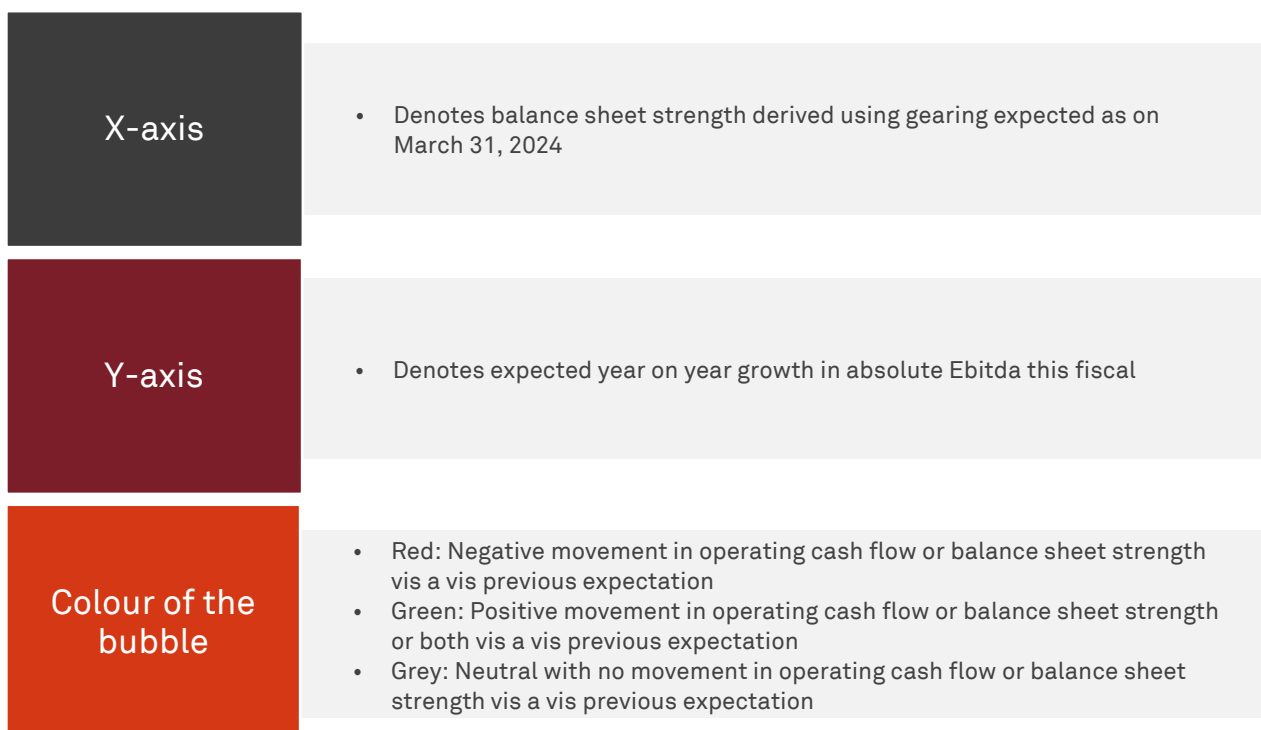 X-axis
• Denotes balance sheet strength derived using gearing expected as on
March 31, 2024
Y-axis
• Denotes expected year on year growth in absolute Ebitda this fiscal
Colour of the
bubble
• Red: Negative movement in operating cash flow or balance sheet strength
vis a vis previous expectation
• Green: Positive movement in operating cash flow or balance sheet strength
or both vis a vis previous expectation
• Grey: Neutral with no movement in operating cash flow or balance sheet
strength vis a vis previous expectation